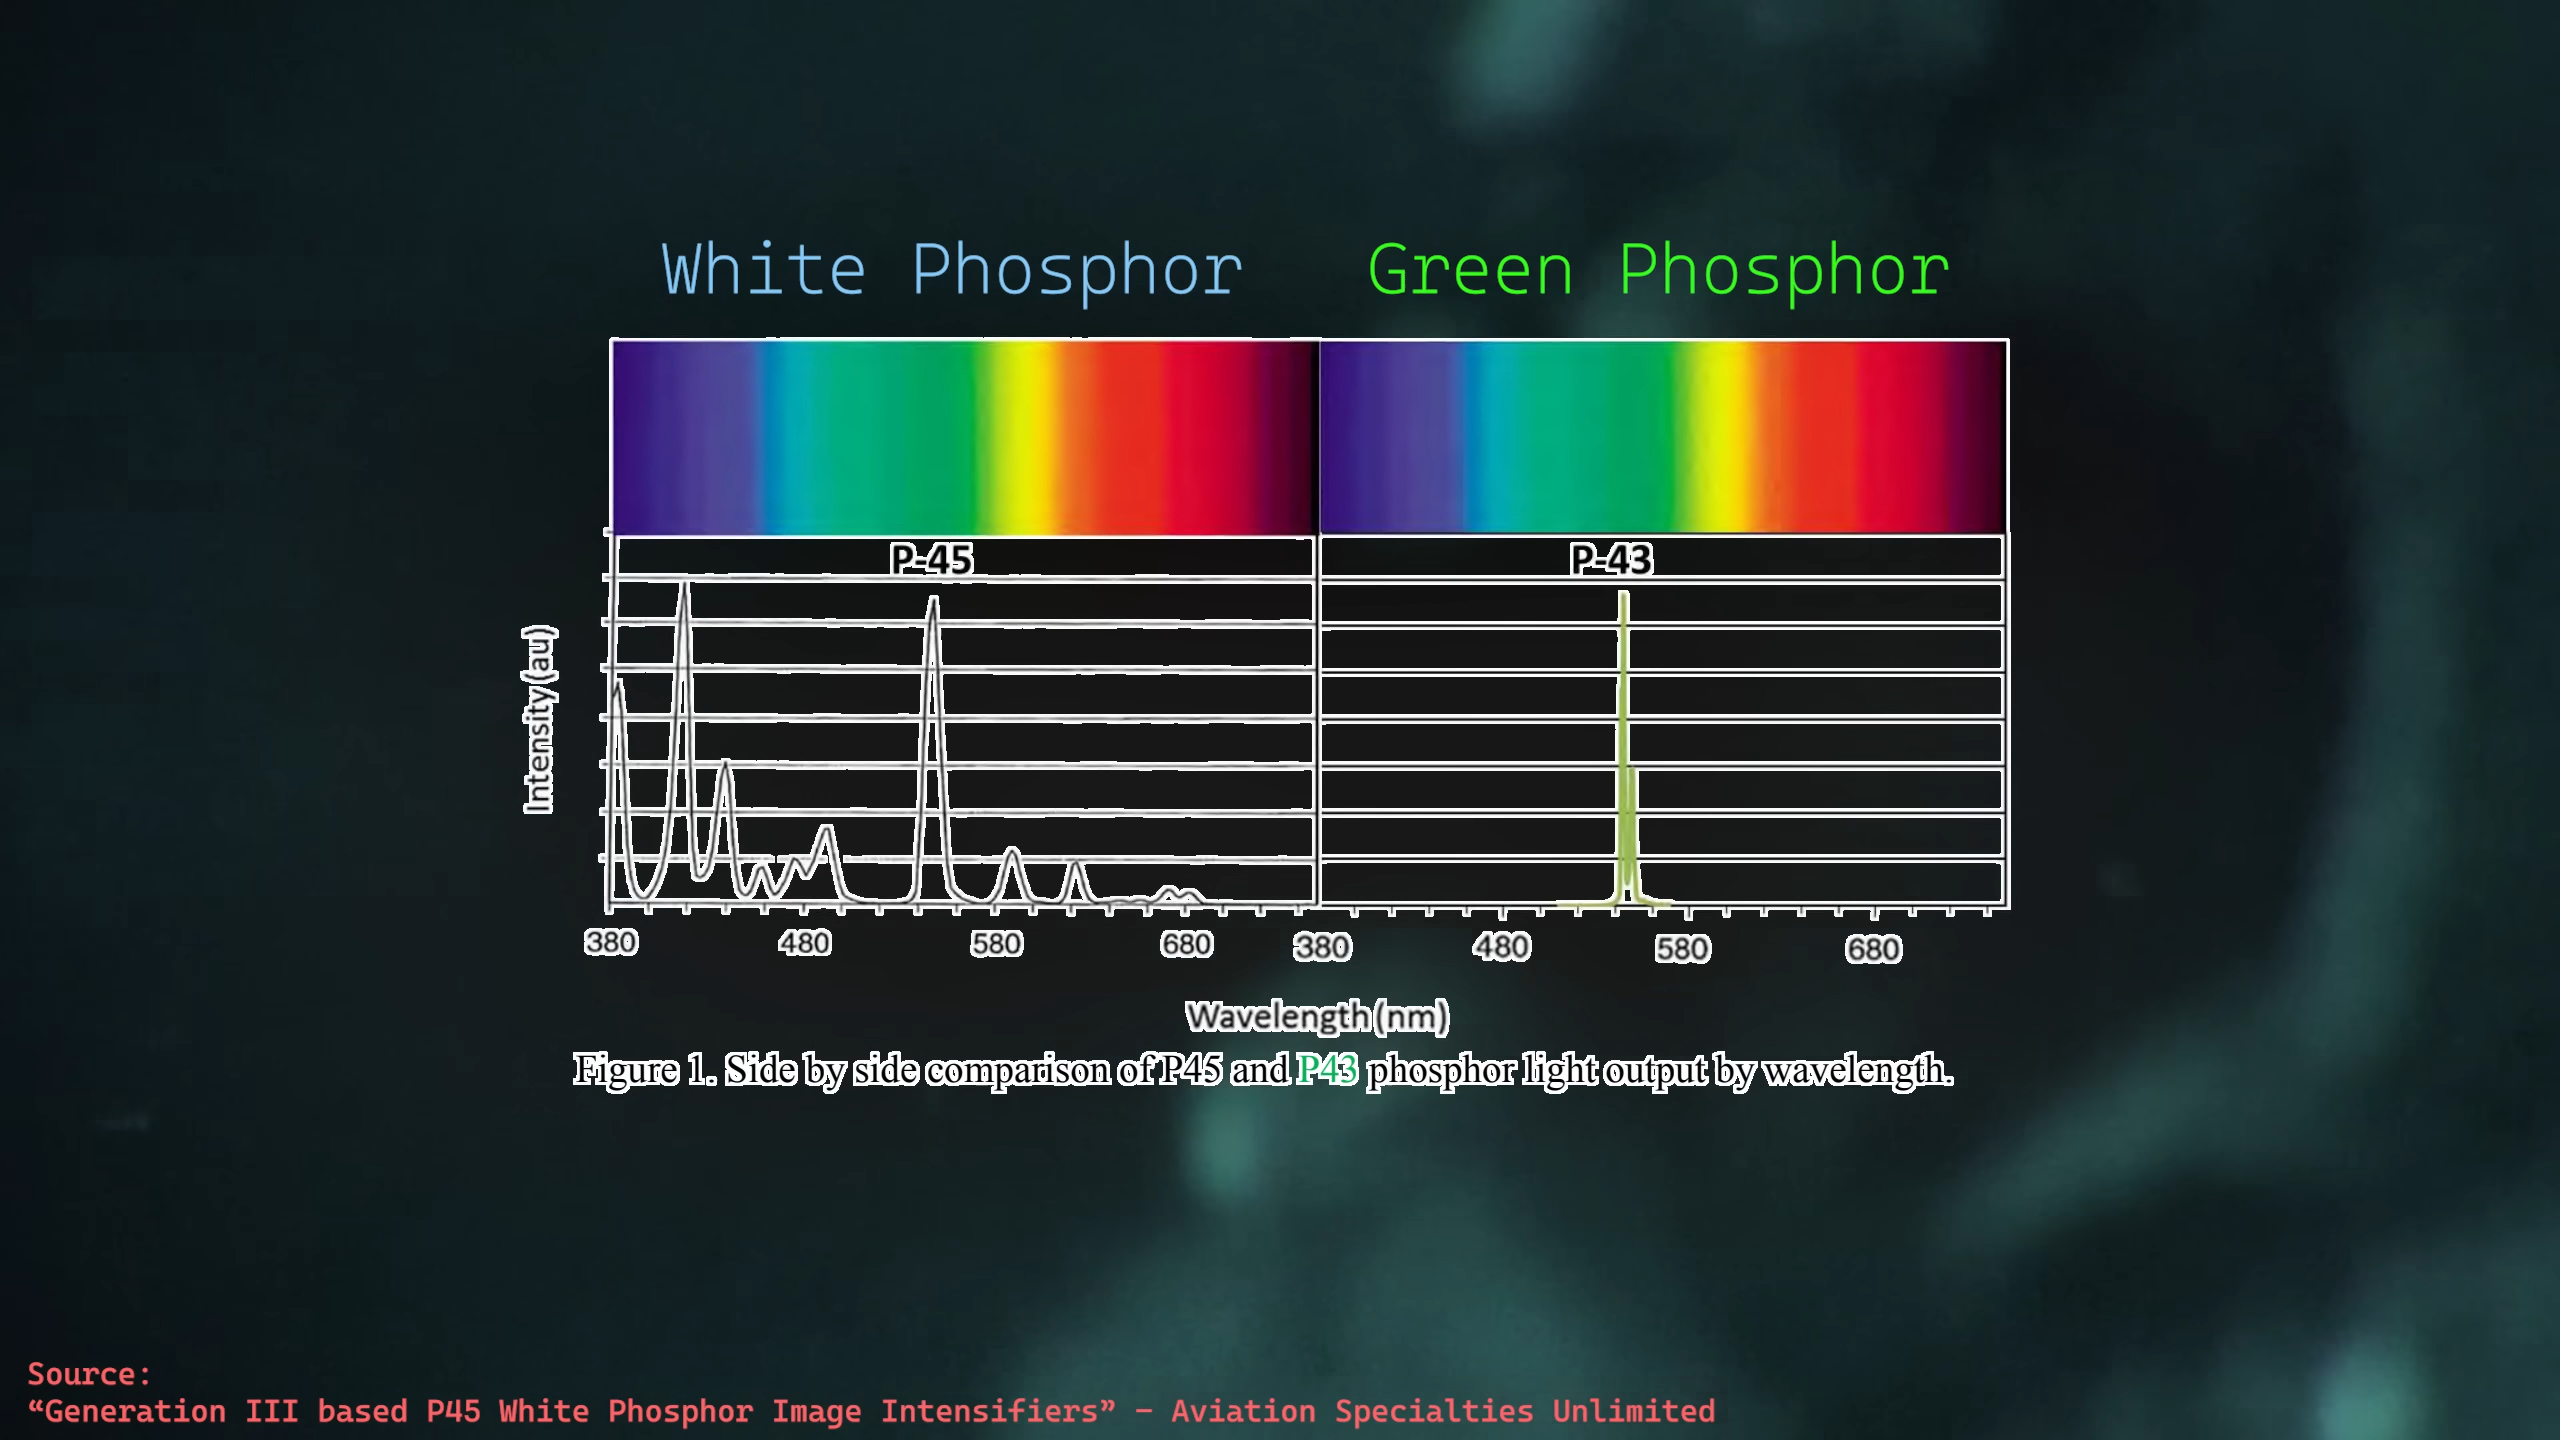 White Phosphor
Green Phosphor
P-45
P-43
Intensity (au)
380
480
580
680
380
480
580
680
Wavelength (nm)
Figure 1. Side by side comparison of P45 and P43 phosphor light output by wavelength.
Source:
“Generation III based P45 White Phosphor Image Intensifiers” – Aviation Specialties Unlimited